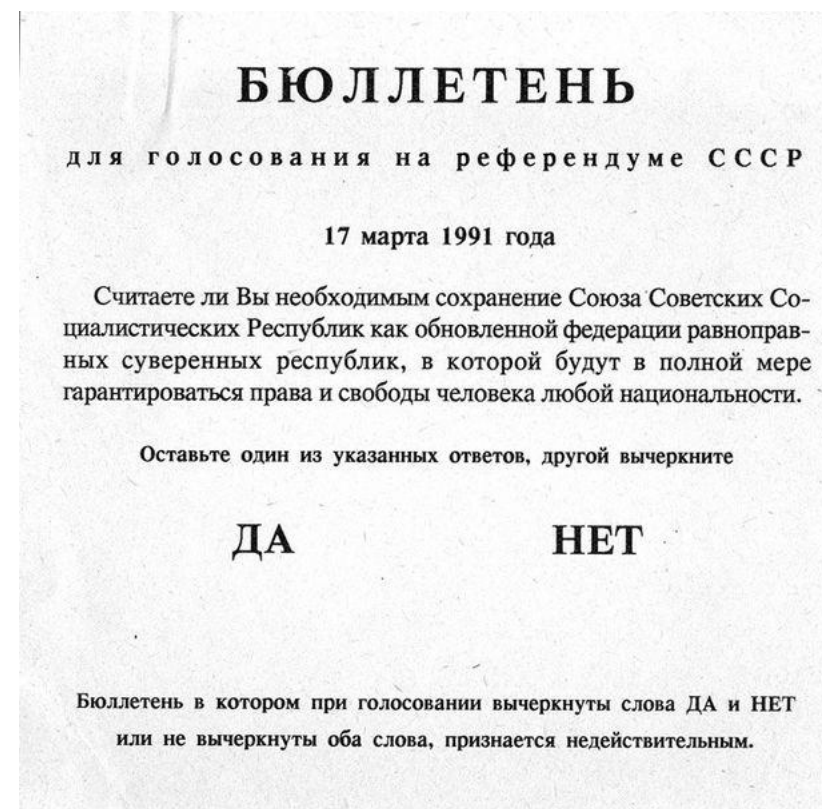 БЮЛЛЕТЕНЬ
для голосования на референдуме СССР
17 марта 1991 года
Считаете ли Вы необходимым сохранение Союза Советских Со-
циалистических Республик как обновленной федерации равноправ-
ных суверенных республик, в которой будут в полной мере
гарантироваться права и свободы человека любой национальности.
Оставьте один из указанных ответов, другой вычеркните
ДА НЕТ
Бюллетень в котором при голосовании вычеркнуты слова ДА и НЕТ
или не вычеркнуты оба слова, признается недействительным.